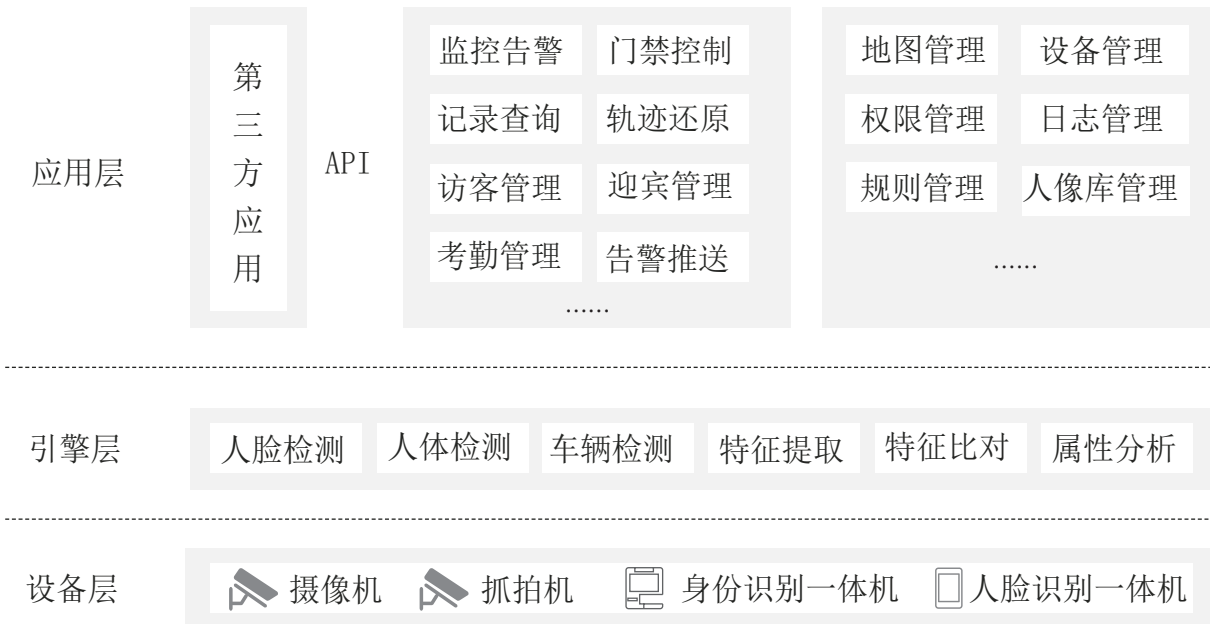 应用层
第三方应用
API
监控告警 门禁控制
记录查询 轨迹还原
访客管理 迎宾管理
考勤管理 告警推送
......
地图管理 设备管理
权限管理 日志管理
规则管理 人像库管理
......
引擎层
人脸检测 人体检测 车辆检测 特征提取 特征比对 属性分析
设备层
摄像机 抓拍机 身份识别一体机 人脸识别一体机